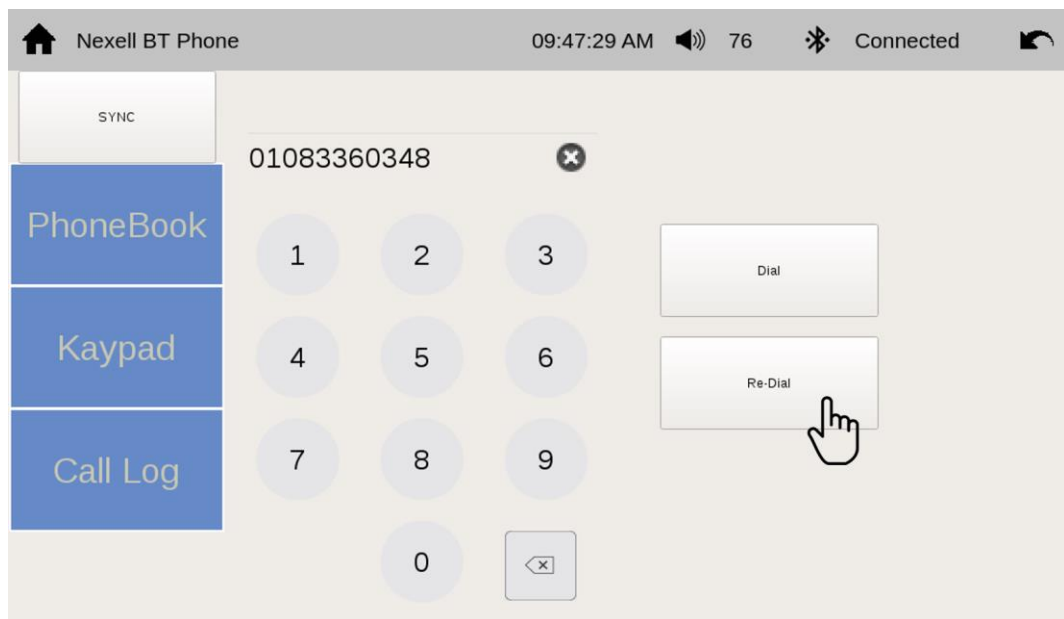 Nexell BT Phone 09:47:29 AM 76 Connected
SYNC
PhoneBook
Kaypad
Call Log
01083360348
1 2 3
4 5 6
7 8 9
0
Dial
Re-Dial